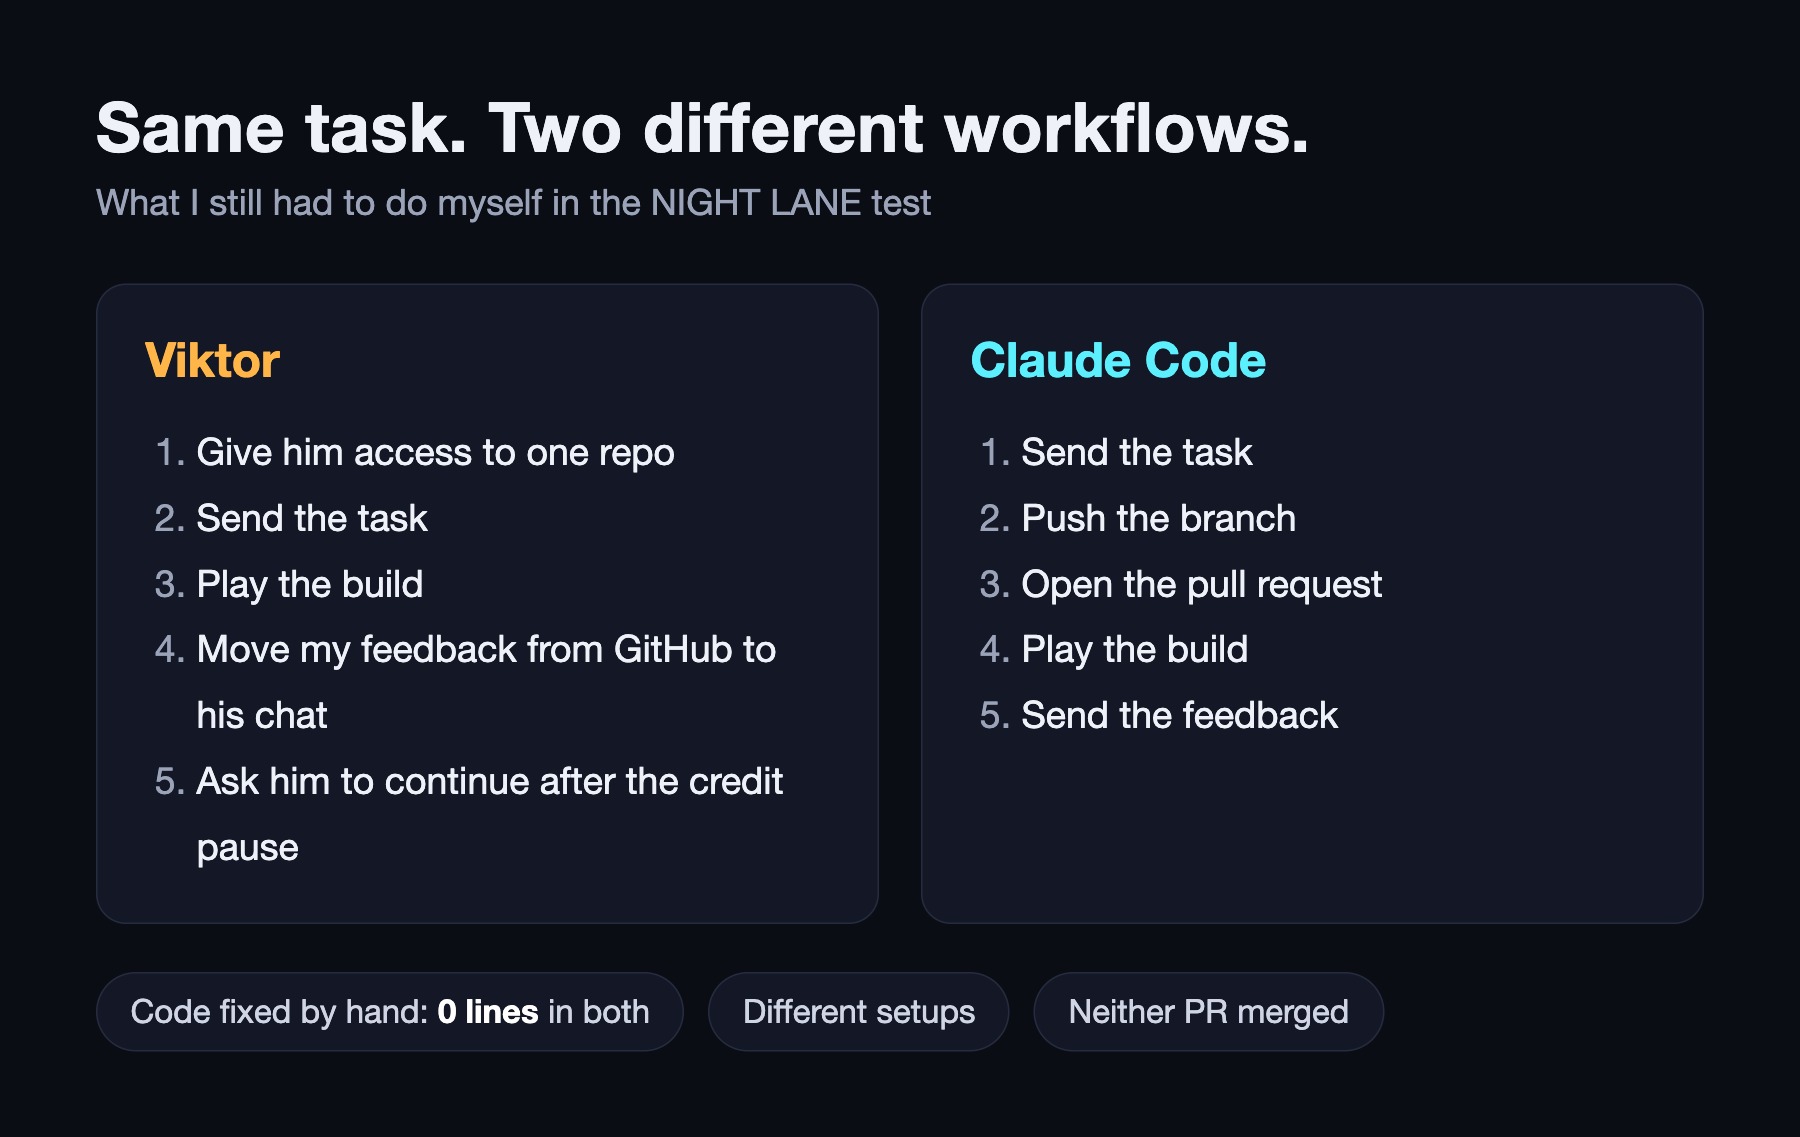 Same task. Two different workflows.
What I still had to do myself in the NIGHT LANE test
Viktor
1. Give him access to one repo
2. Send the task
3. Play the build
4. Move my feedback from GitHub to
his chat
5. Ask him to continue after the credit
pause
Claude Code
1. Send the task
2. Push the branch
3. Open the pull request
4. Play the build
5. Send the feedback
Code fixed by hand: 0 lines in both
Different setups
Neither PR merged